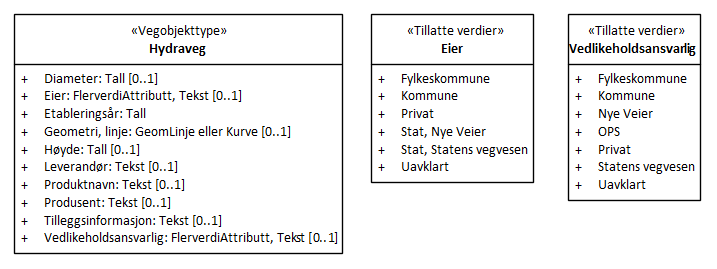 «Vegobjekttype»
Hydraveg
+ Diameter: Tall [0..1]
+ Eier: FlerverdiAttributt, Tekst [0..1]
+ Etableringsår: Tall
+ Geometri, linje: GeomLinje eller Kurve [0..1]
+ Høyde: Tall [0..1]
+ Leverandør: Tekst [0..1]
+ Produktnavn: Tekst [0..1]
+ Produsent: Tekst [0..1]
+ Tilleggsinformasjon: Tekst [0..1]
+ Vedlikeholdsansvarlig: FlerverdiAttributt, Tekst [0..1]
«Tillatte verdier»
Eier
+ Fylkeskommune
+ Kommune
+ Privat
+ Stat, Nye Veier
+ Stat, Statens vegvesen
+ Uavklart
«Tillatte verdier»
Vedlikeholdsansvarlig
+ Fylkeskommune
+ Kommune
+ Nye Veier
+ OPS
+ Privat
+ Statens vegvesen
+ Uavklart